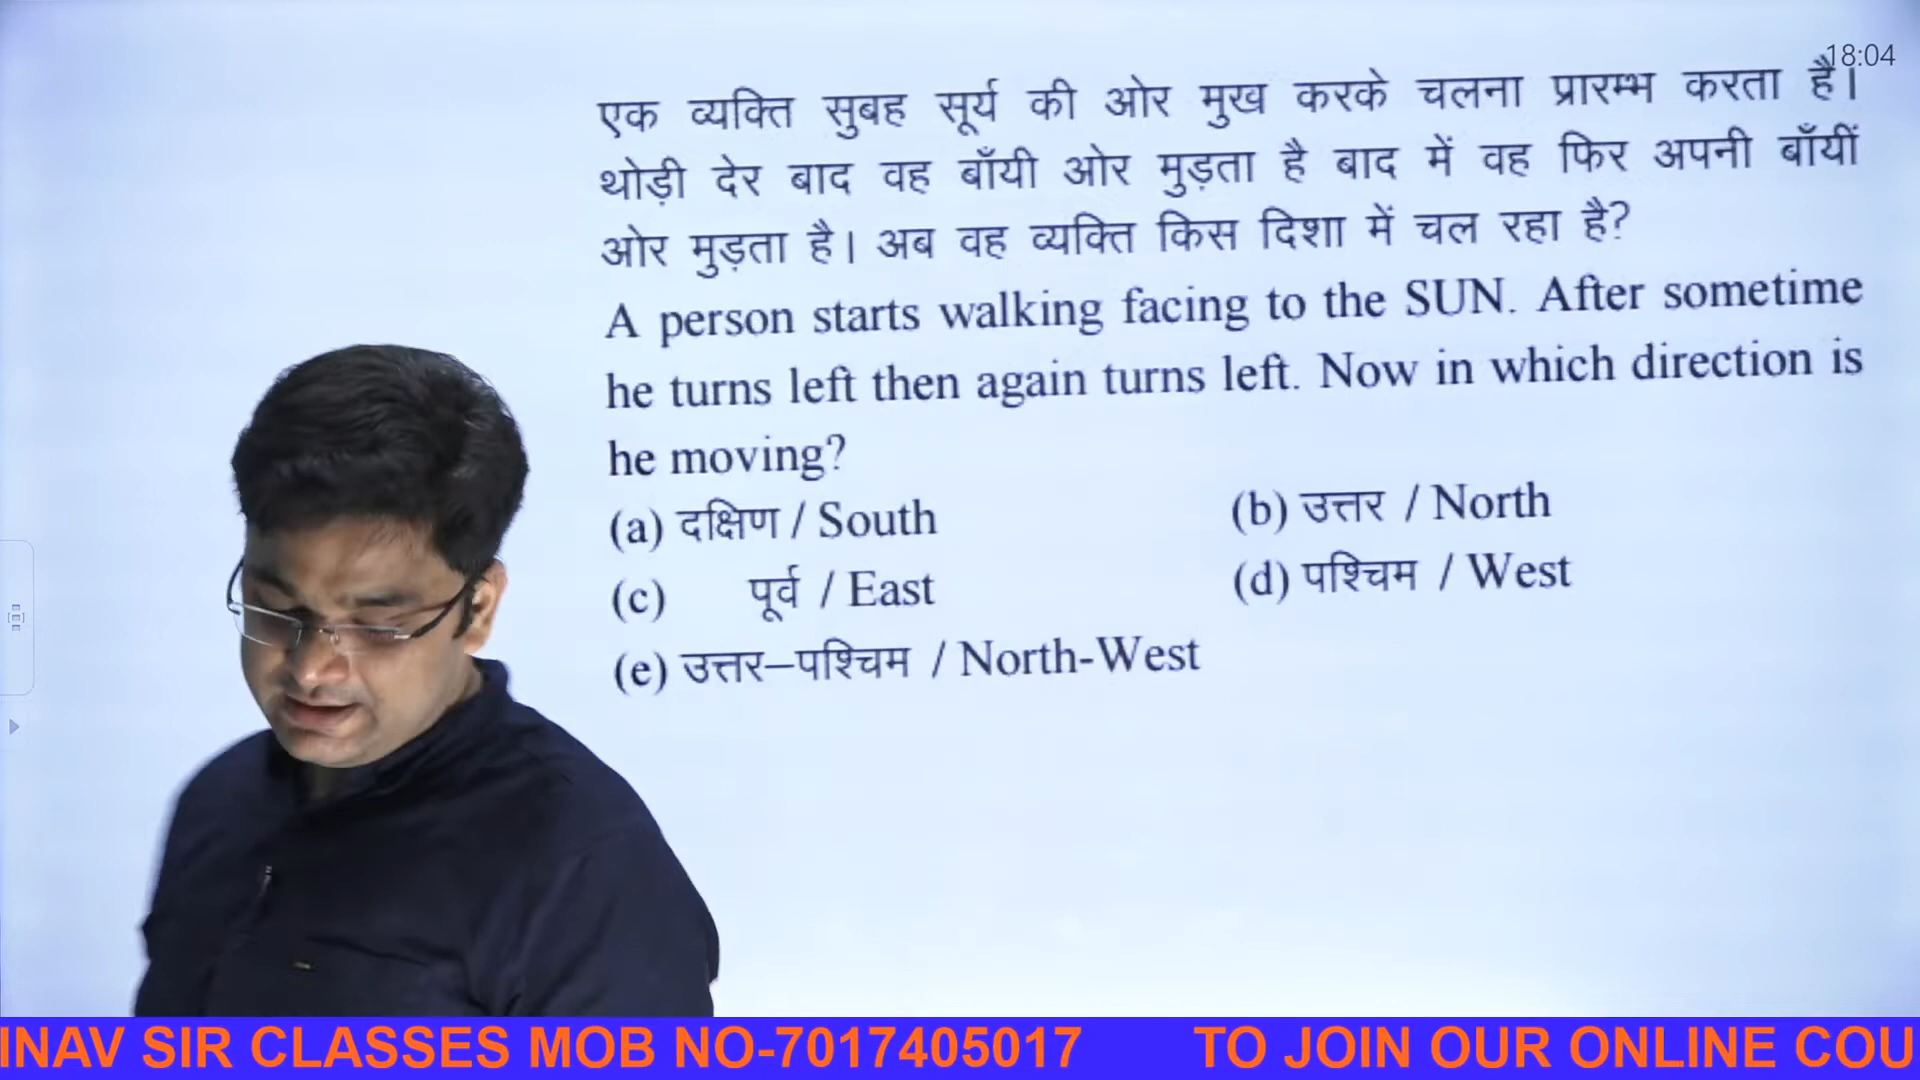 18:04
एक व्यक्ति सुबह सूर्य की ओर मुख करके चलना प्रारम्भ करता है।
थोड़ी देर बाद वह बाँयी ओर मुड़ता है बाद में वह फिर अपनी बाँयीं
ओर मुड़ता है। अब वह व्यक्ति किस दिशा में चल रहा है?
A person starts walking facing to the SUN. After sometime
he turns left then again turns left. Now in which direction is
he moving?
(a) दक्षिण / South (b) उत्तर / North
(c) पूर्व / East (d) पश्चिम / West
(e) उत्तर–पश्चिम / North-West
INAV SIR CLASSES MOB NO-7017405017 TO JOIN OUR ONLINE COU